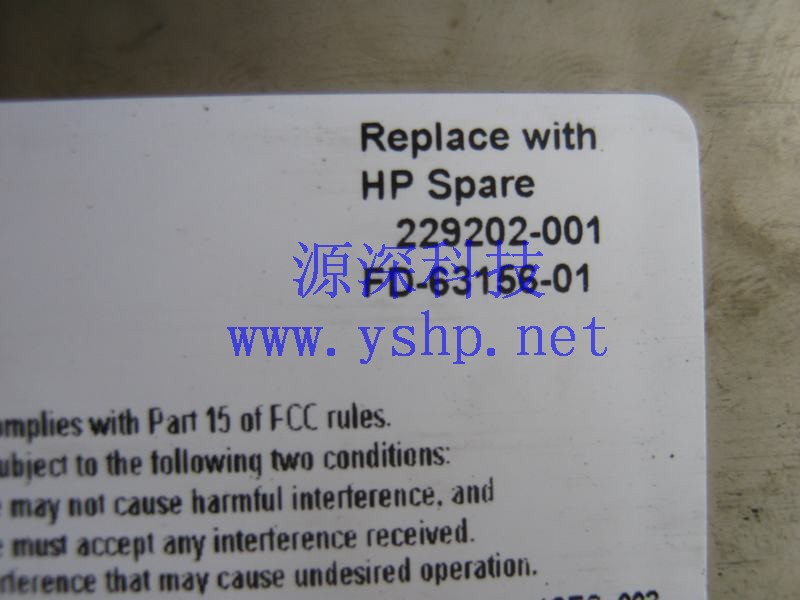 Replace with
HP Spare
229202-001
FD-63156-01
源深科技
www.yshp.net
omplies with Part 15 of FCC rules.
ubject to the following two conditions:
e may not cause harmful interference, and
e must accept any interference received.
rference that may cause undesired operation.